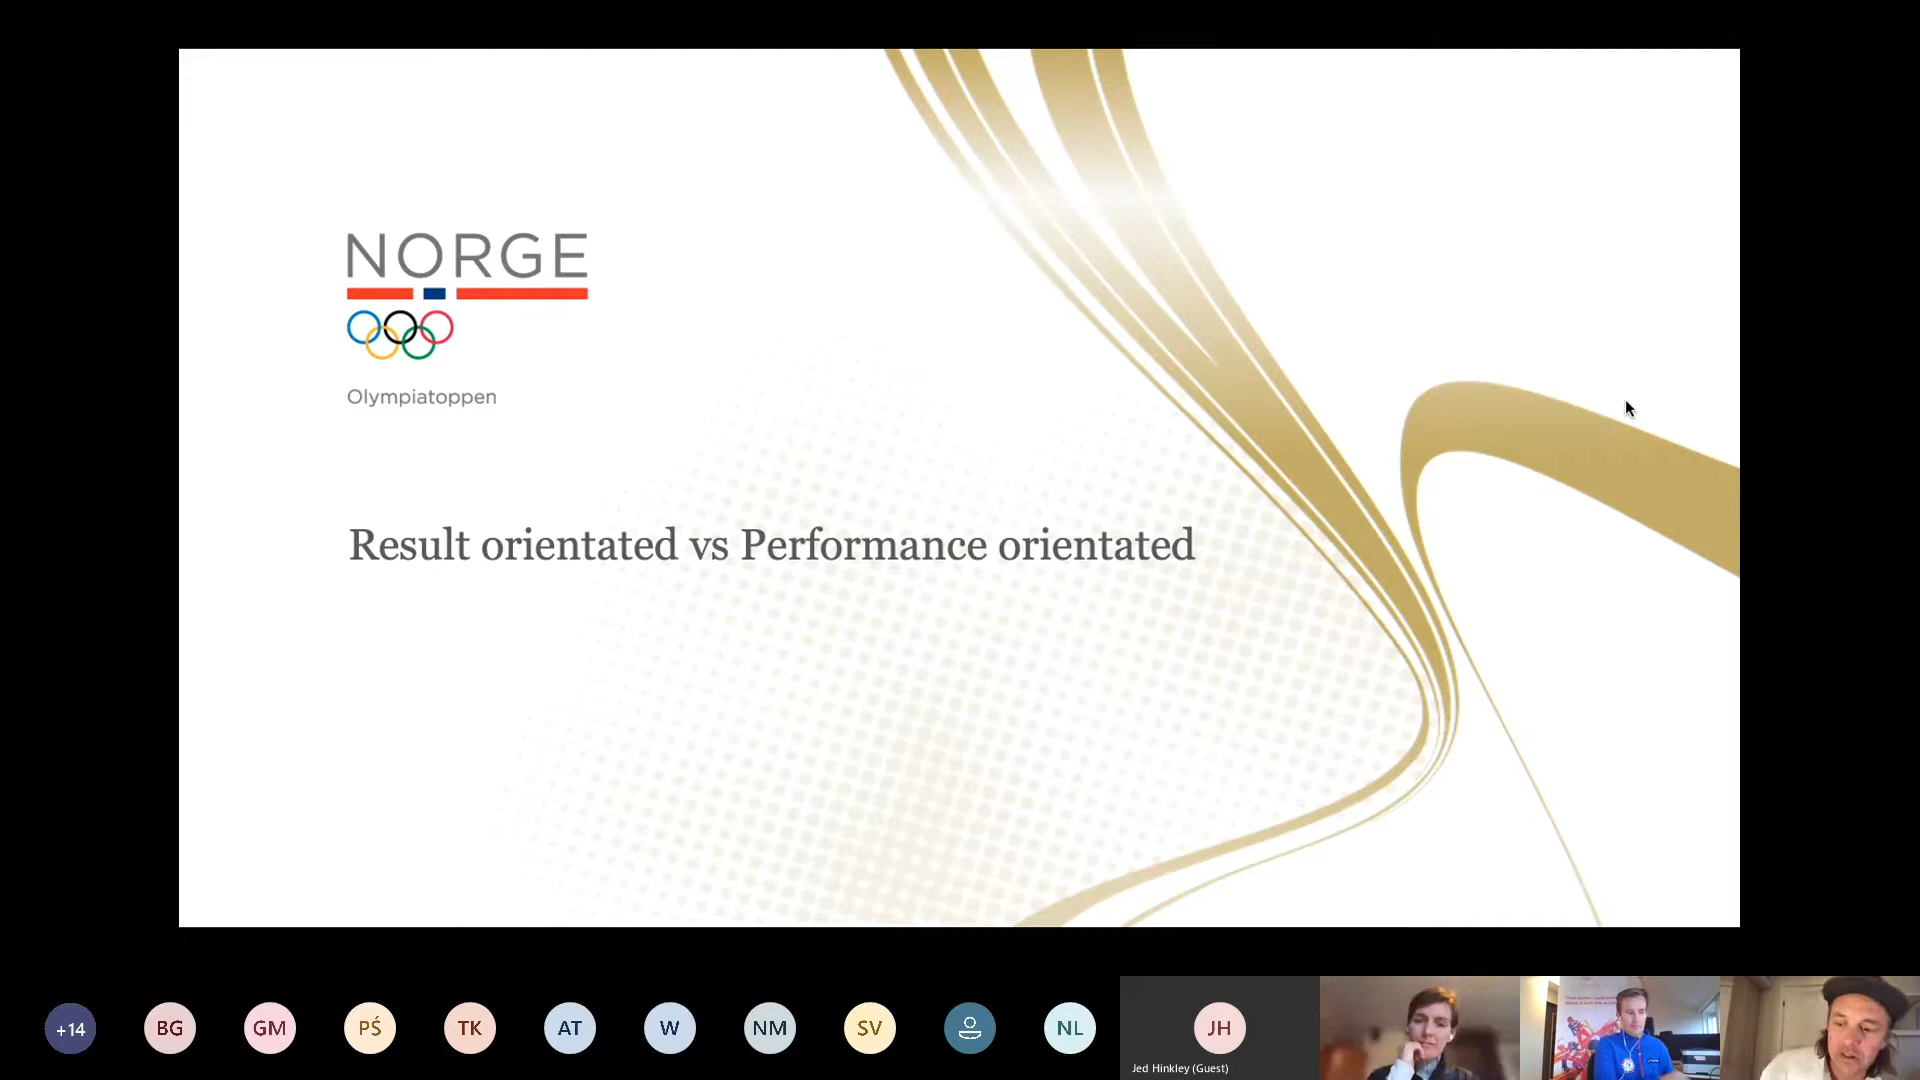 NORGE
Olympiatoppen
Result orientated vs Performance orientated
+14
BG
GM
PŚ
TK
AT
W
NM
SV
NL
JH
Jed Hinkley (Guest)